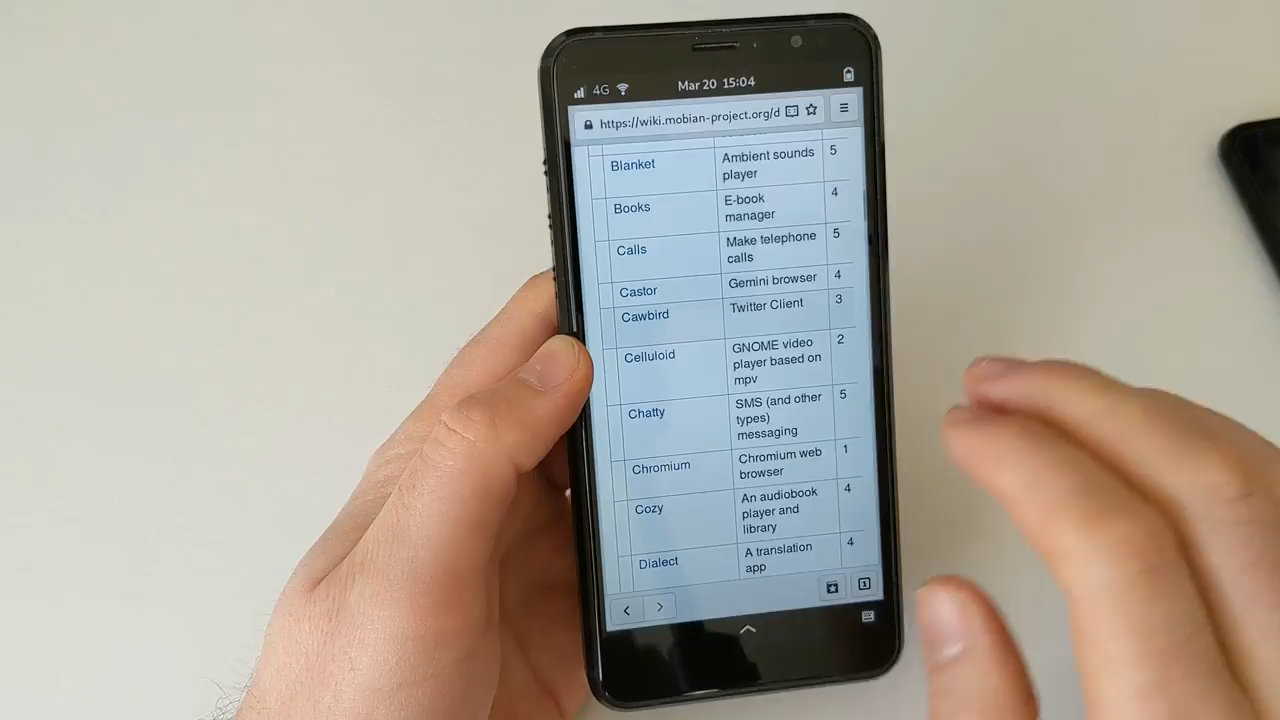 4G Mar 20 15:04
https://wiki.mobian-project.org/d
Blanket Ambient sounds 5
player
Books E-book 4
manager
Calls Make telephone 5
calls
Castor Gemini browser 4
Cawbird Twitter Client 3
Celluloid GNOME video 2
player based on
mpv
Chatty SMS (and other 5
types)
messaging
Chromium Chromium web 1
browser
Cozy An audiobook 4
player and
library
Dialect A translation 4
app
1